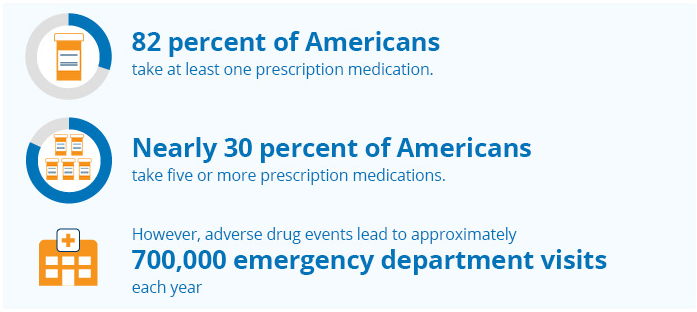 82 percent of Americans
take at least one prescription medication.
Nearly 30 percent of Americans
take five or more prescription medications.
However, adverse drug events lead to approximately
700,000 emergency department visits
each year